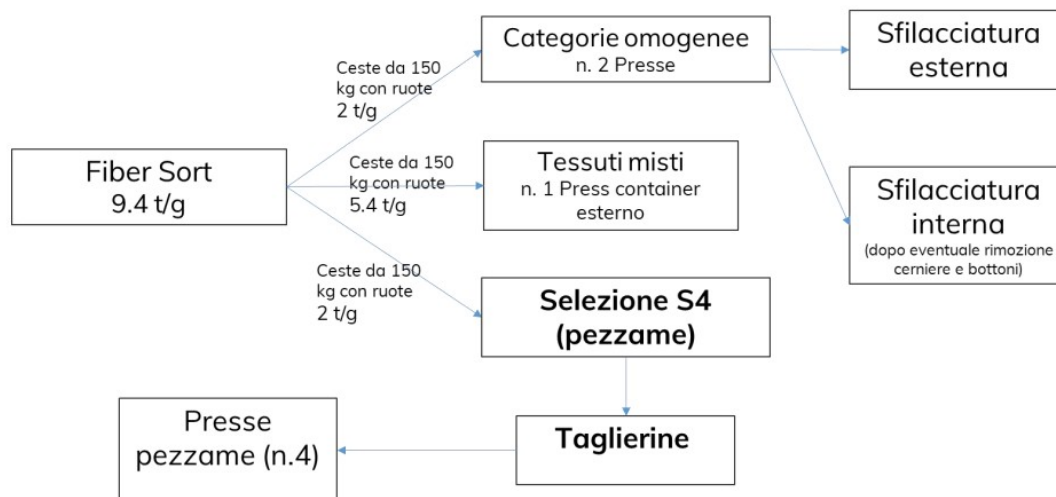 Categorie omogenee
n. 2 Presse
Sfilacciatura
esterna
Ceste da 150
kg con ruote
2 t/g
Fiber Sort
9.4 t/g
Ceste da 150
kg con ruote
5.4 t/g
Tessuti misti
n. 1 Press container
esterno
Sfilacciatura
interna
(dopo eventuale rimozione
cerniere e bottoni)
Ceste da 150
kg con ruote
2 t/g
Selezione S4
(pezzame)
Presse
pezzame (n.4)
Taglierine